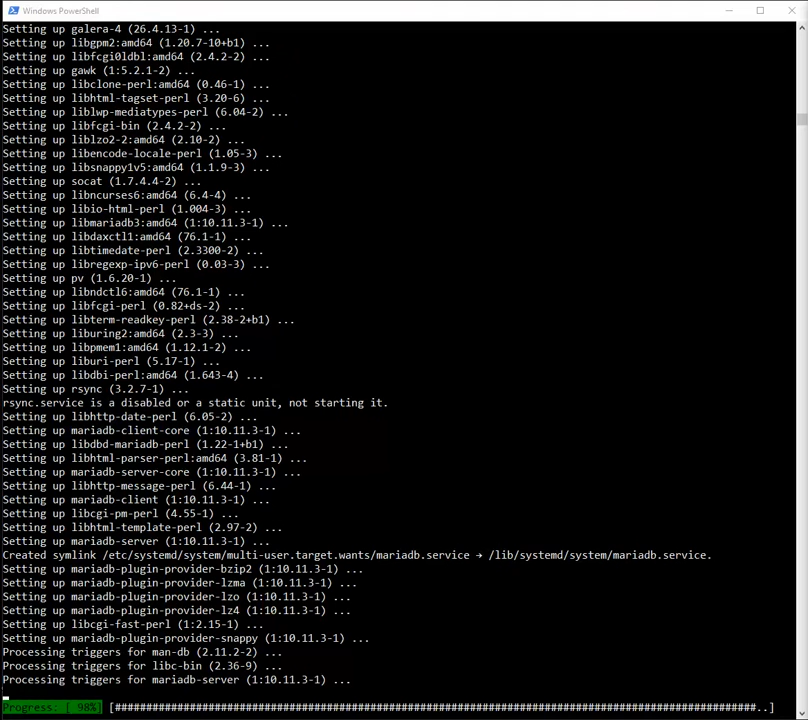 Windows PowerShell
Setting up galera-4 (26.4.13-1) ...
Setting up libgpm2:amd64 (1.20.7-10+b1) ...
Setting up libfcgi0ldbl:amd64 (2.4.2-2) ...
Setting up gawk (1:5.2.1-2) ...
Setting up libclone-perl:amd64 (0.46-1) ...
Setting up libhtml-tagset-perl (3.20-6) ...
Setting up liblwp-mediatypes-perl (6.04-2) ...
Setting up libfcgi-bin (2.4.2-2) ...
Setting up liblzo2-2:amd64 (2.10-2) ...
Setting up libencode-locale-perl (1.05-3) ...
Setting up libsnappy1v5:amd64 (1.1.9-3) ...
Setting up socat (1.7.4.4-2) ...
Setting up libncurses6:amd64 (6.4-4) ...
Setting up libio-html-perl (1.004-3) ...
Setting up libmariadb3:amd64 (1:10.11.3-1) ...
Setting up libdaxctl1:amd64 (76.1-1) ...
Setting up libtimedate-perl (2.3300-2) ...
Setting up libregexp-ipv6-perl (0.03-3) ...
Setting up pv (1.6.20-1) ...
Setting up libndctl6:amd64 (76.1-1) ...
Setting up libfcgi-perl (0.82+ds-2) ...
Setting up libterm-readkey-perl (2.38-2+b1) ...
Setting up liburing2:amd64 (2.3-3) ...
Setting up libpmem1:amd64 (1.12.1-2) ...
Setting up liburi-perl (5.17-1) ...
Setting up libdbi-perl:amd64 (1.643-4) ...
Setting up rsync (3.2.7-1) ...
rsync.service is a disabled or a static unit, not starting it.
Setting up libhttp-date-perl (6.05-2) ...
Setting up mariadb-client-core (1:10.11.3-1) ...
Setting up libdbd-mariadb-perl (1.22-1+b1) ...
Setting up libhtml-parser-perl:amd64 (3.81-1) ...
Setting up mariadb-server-core (1:10.11.3-1) ...
Setting up libhttp-message-perl (6.44-1) ...
Setting up mariadb-client (1:10.11.3-1) ...
Setting up libcgi-pm-perl (4.55-1) ...
Setting up libhtml-template-perl (2.97-2) ...
Setting up mariadb-server (1:10.11.3-1) ...
Created symlink /etc/systemd/system/multi-user.target.wants/mariadb.service → /lib/systemd/system/mariadb.service.
Setting up mariadb-plugin-provider-bzip2 (1:10.11.3-1) ...
Setting up mariadb-plugin-provider-lzma (1:10.11.3-1) ...
Setting up mariadb-plugin-provider-lzo (1:10.11.3-1) ...
Setting up mariadb-plugin-provider-lz4 (1:10.11.3-1) ...
Setting up libcgi-fast-perl (1:2.15-1) ...
Setting up mariadb-plugin-provider-snappy (1:10.11.3-1) ...
Processing triggers for man-db (2.11.2-2) ...
Processing triggers for libc-bin (2.36-9) ...
Processing triggers for mariadb-server (1:10.11.3-1) ...
Progress: [ 98%] [#######################################################################################################..]